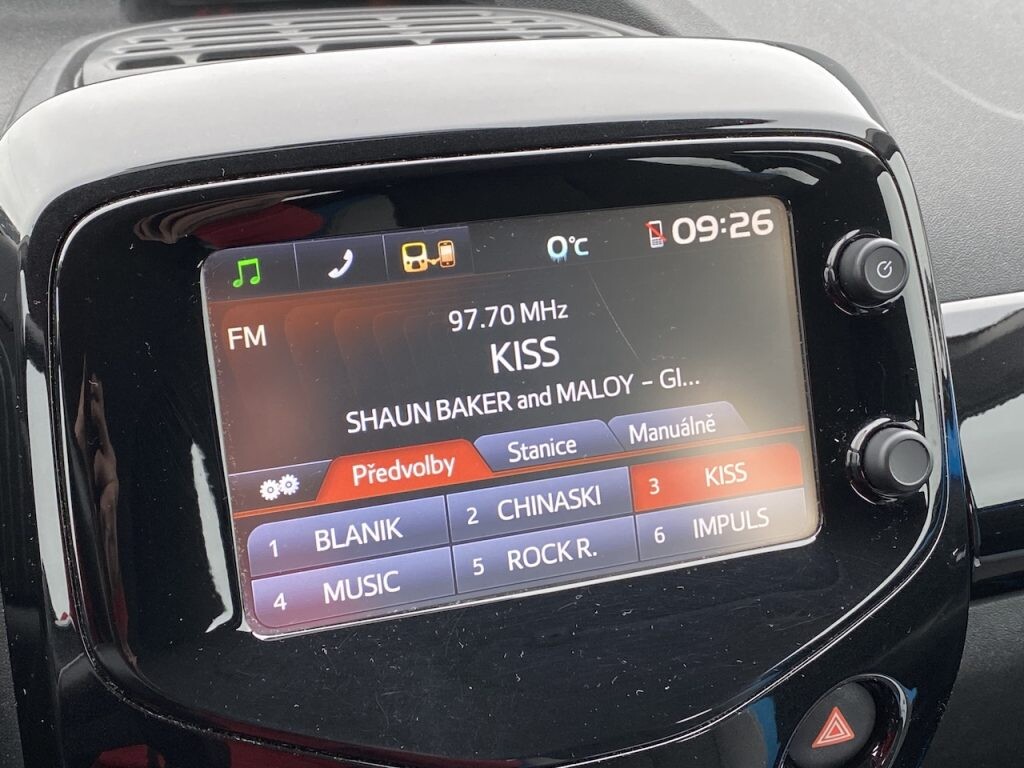 0°C 09:26
FM
97.70 MHz
KISS
SHAUN BAKER and MALOY - GI...
Předvolby Stanice Manuálně
1 BLANIK 2 CHINASKI 3 KISS
4 MUSIC 5 ROCK R. 6 IMPULS